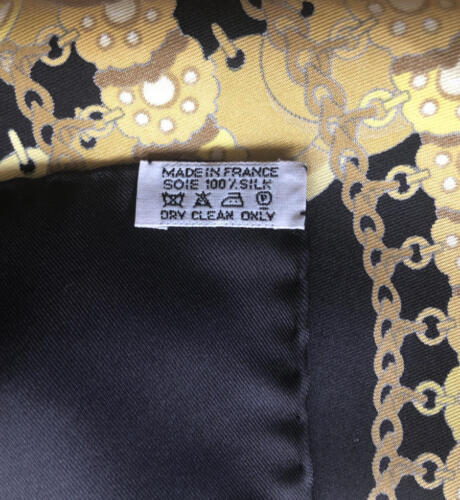 MADE IN FRANCE
SOIE 100% SILK
P
DRY CLEAN ONLY